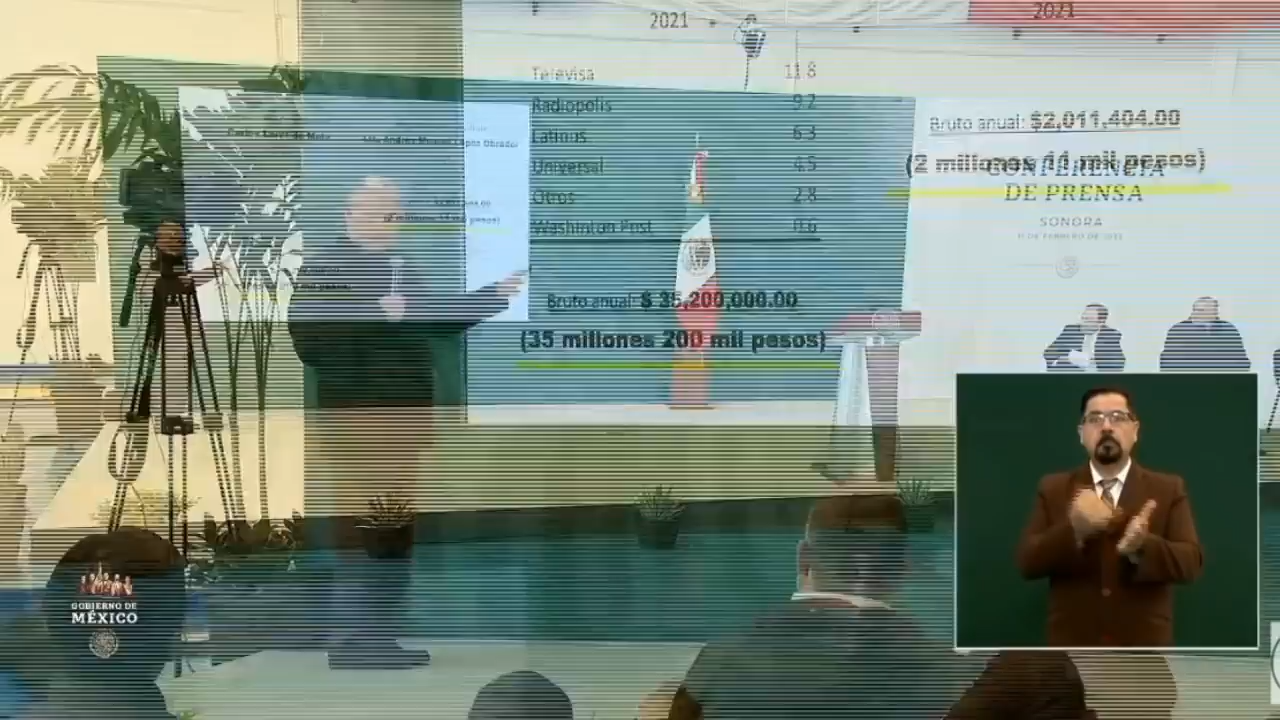 2021
2021
Televisa 11.8
Radiopolis 9.2
Latinus 6.3
Universal 4.5
Otros 2.8
Washinton Post 0.6
Bruto anual: $ 35,200,000.00
(35 millones 200 mil pesos)
Bruto anual: $2,011,404.00
(2 millones 11 mil pesos)
CONFERENCIA
DE PRENSA
SONORA
GOBIERNO DE
MÉXICO